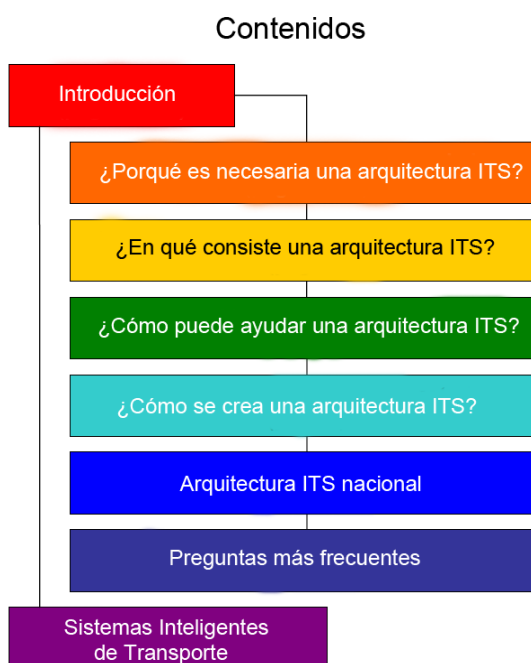 Contenidos
Introducción
¿Porqué es necesaria una arquitectura ITS?
¿En qué consiste una arquitectura ITS?
¿Cómo puede ayudar una arquitectura ITS?
¿Cómo se crea una arquitectura ITS?
Arquitectura ITS nacional
Preguntas más frecuentes
Sistemas Inteligentes
de Transporte